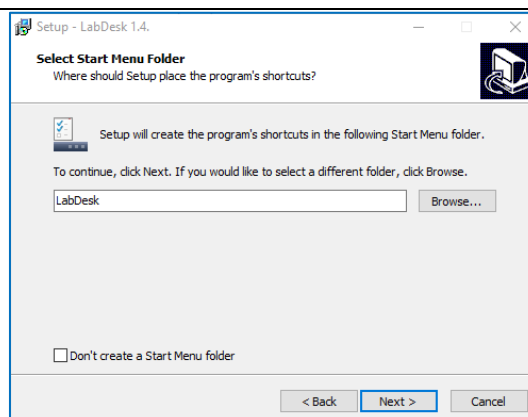 Setup - LabDesk 1.4.
Select Start Menu Folder
Where should Setup place the program's shortcuts?
Setup will create the program's shortcuts in the following Start Menu folder.
To continue, click Next. If you would like to select a different folder, click Browse.
LabDesk
Browse...
Don't create a Start Menu folder
< Back
Next >
Cancel